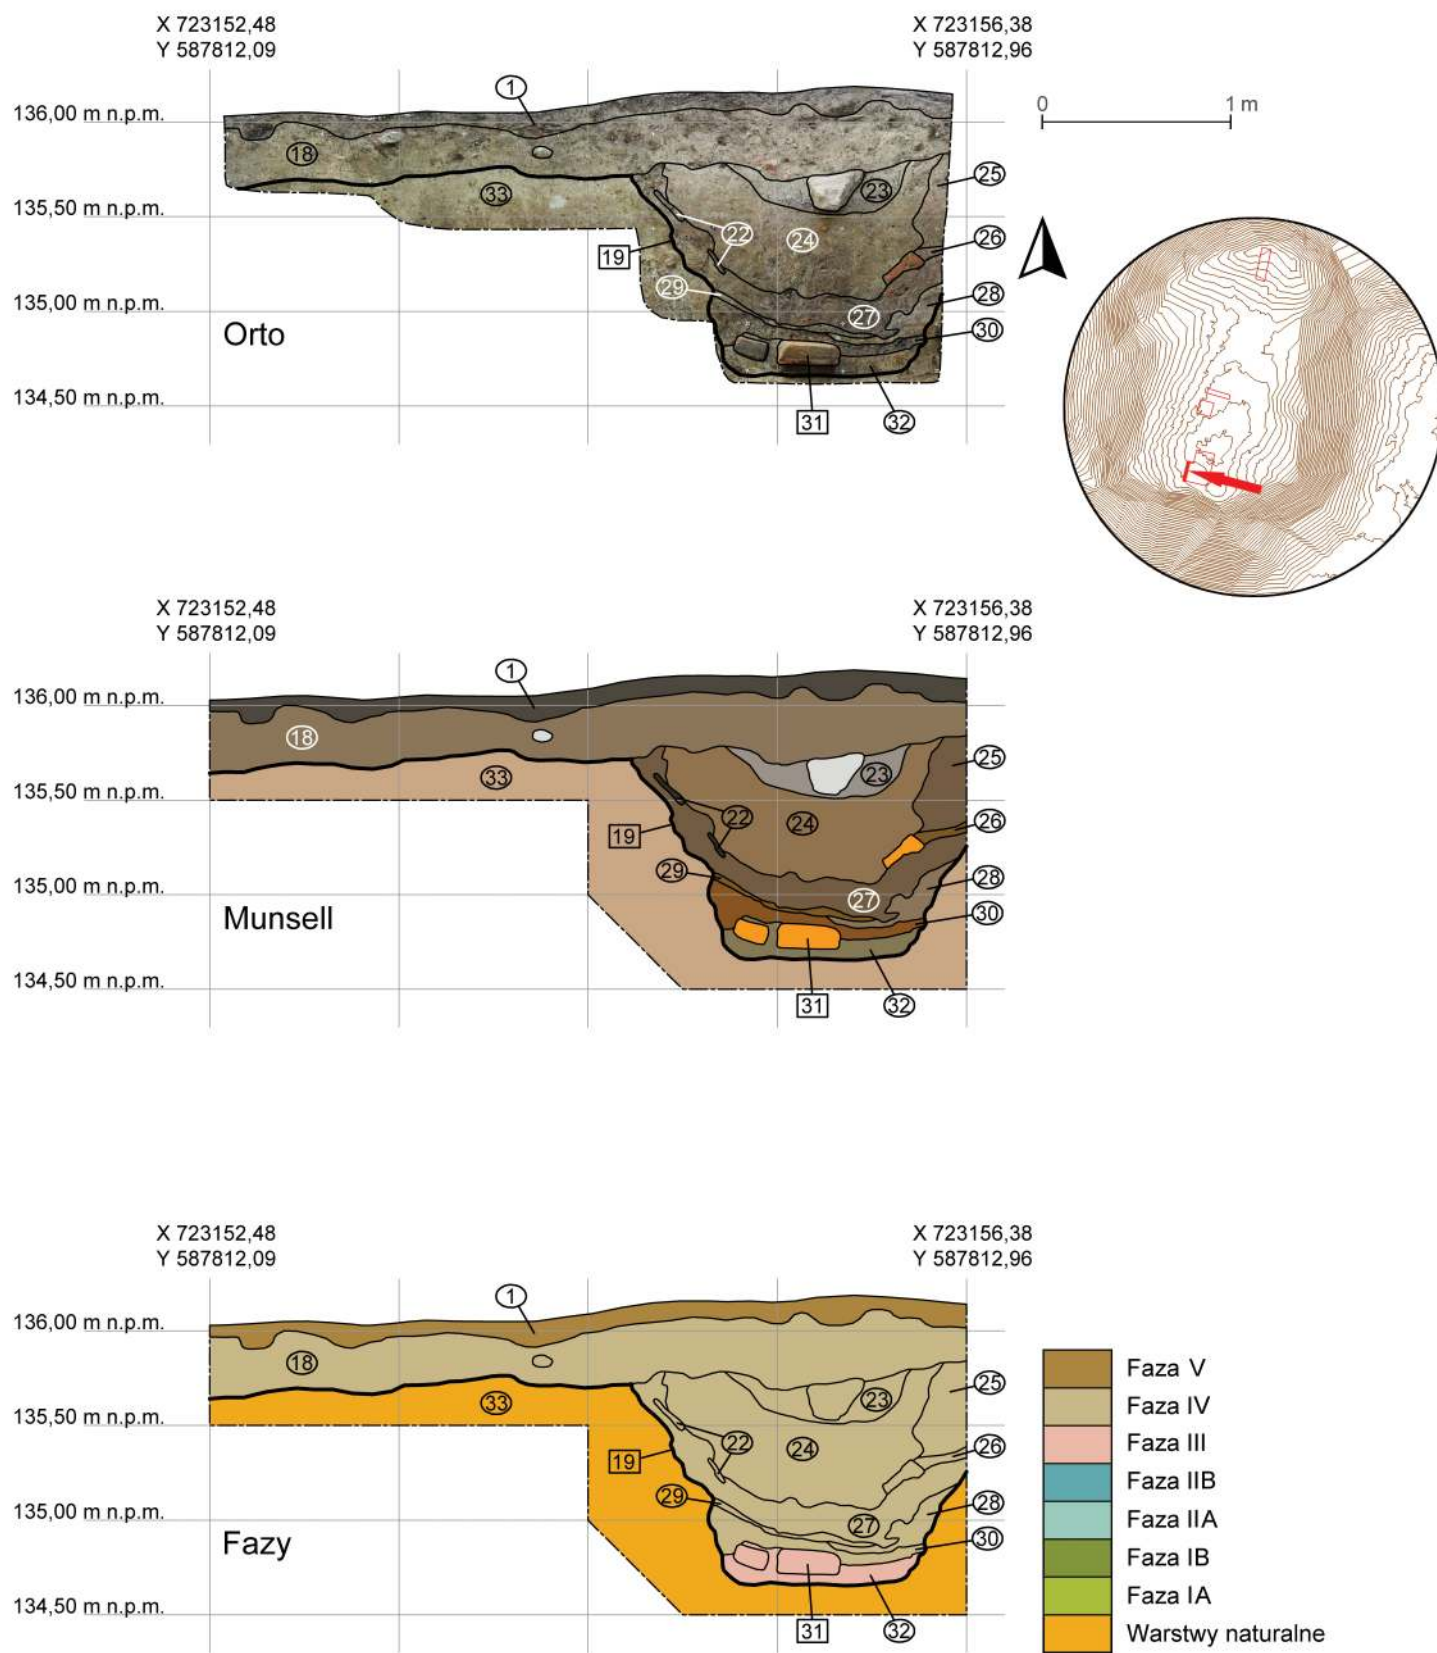 X 723152,48
Y 587812,09
X 723156,38
Y 587812,96
0 1 m
1
136,00 m n.p.m.
18
33
23
25
135,50 m n.p.m.
22
24
26
19
29
28
135,00 m n.p.m.
27
30
Orto
134,50 m n.p.m.
31
32
X 723152,48
Y 587812,09
X 723156,38
Y 587812,96
1
136,00 m n.p.m.
18
33
23
25
135,50 m n.p.m.
22
24
26
19
29
28
135,00 m n.p.m.
27
30
Munsell
134,50 m n.p.m.
31
32
X 723152,48
Y 587812,09
X 723156,38
Y 587812,96
1
136,00 m n.p.m.
18
33
23
25
135,50 m n.p.m.
22
24
26
19
29
28
135,00 m n.p.m.
27
30
Fazy
134,50 m n.p.m.
31
32
Faza V
Faza IV
Faza III
Faza IIB
Faza IIA
Faza IB
Faza IA
Warstwy naturalne